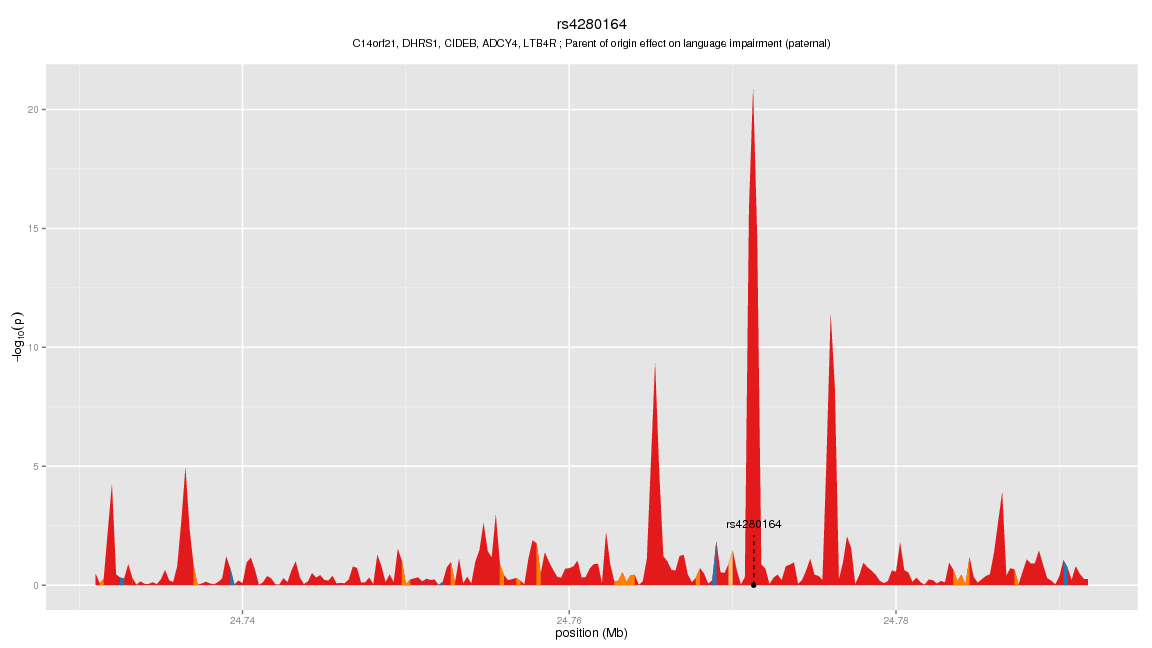 rs4280164
C14orf21, DHRS1, CIDEB, ADCY4, LTB4R ; Parent of origin effect on language impairment (paternal)
20
15
10
5
0
−log10(p)
rs4280164
24.74
24.76
24.78
position (Mb)